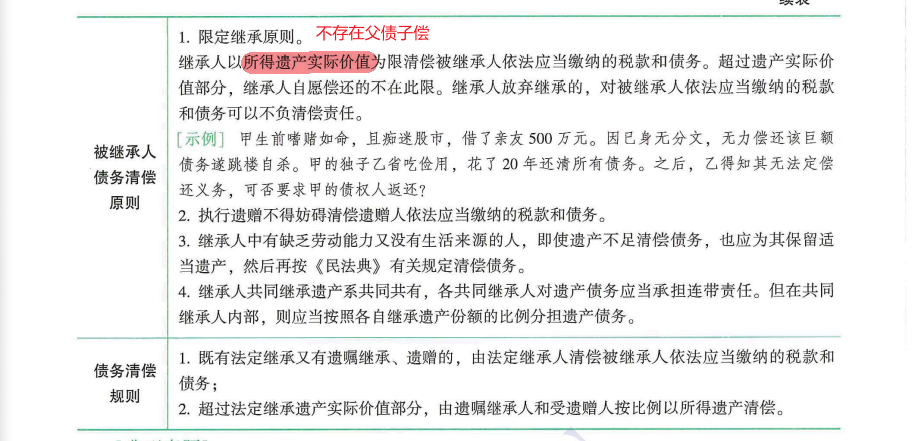 续表
1. 限定继承原则。 不存在父债子偿
继承人以所得遗产实际价值为限清偿被继承人依法应当缴纳的税款和债务。超过遗产实际价
值部分，继承人自愿偿还的不在此限。继承人放弃继承的，对被继承人依法应当缴纳的税款
和债务可以不负清偿责任。
[示例] 甲生前嗜赌如命，且痴迷股市，借了亲友 500 万元。因已身无分文，无力偿还该巨额
债务遂跳楼自杀。甲的独子乙省吃俭用，花了 20 年还清所有债务。之后，乙得知其无法定偿
还义务，可否要求甲的债权人返还？
2. 执行遗赠不得妨碍清偿遗赠人依法应当缴纳的税款和债务。
3. 继承人中有缺乏劳动能力又没有生活来源的人，即使遗产不足清偿债务，也应为其保留适
当遗产，然后再按《民法典》有关规定清偿债务。
4. 继承人共同继承遗产系共同共有，各共同继承人对遗产债务应当承担连带责任。但在共同
继承人内部，则应当按照各自继承遗产份额的比例分担遗产债务。
被继承人
债务清偿
原则
1. 既有法定继承又有遗嘱继承、遗赠的，由法定继承人清偿被继承人依法应当缴纳的税款和
债务；
2. 超过法定继承遗产实际价值部分，由遗嘱继承人和受遗赠人按比例以所得遗产清偿。
债务清偿
规则